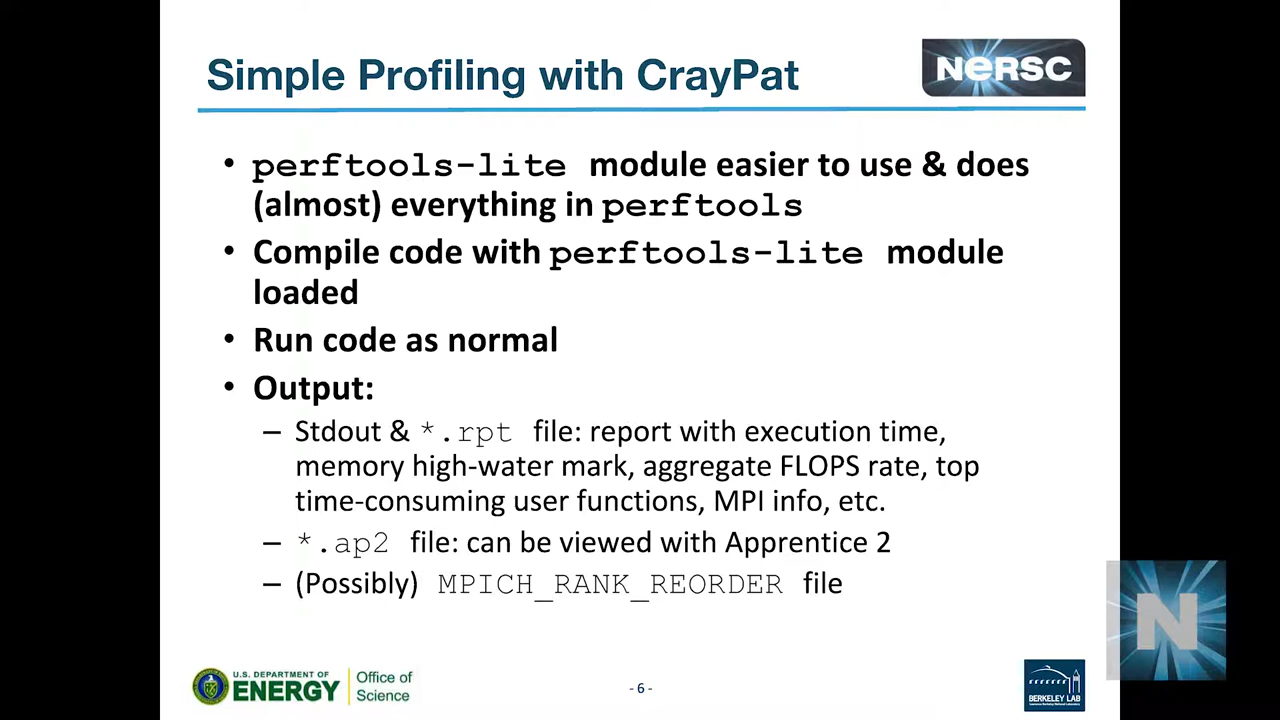 Simple Profiling with CrayPat
NERSC
• perftools-lite module easier to use & does
(almost) everything in perftools
• Compile code with perftools-lite module
loaded
• Run code as normal
• Output:
– Stdout & *.rpt file: report with execution time,
memory high-water mark, aggregate FLOPS rate, top
time-consuming user functions, MPI info, etc.
– *.ap2 file: can be viewed with Apprentice 2
– (Possibly) MPICH_RANK_REORDER file
N
U.S. DEPARTMENT OF
ENERGY
Office of
Science
- 6 -
BERKELEY LAB